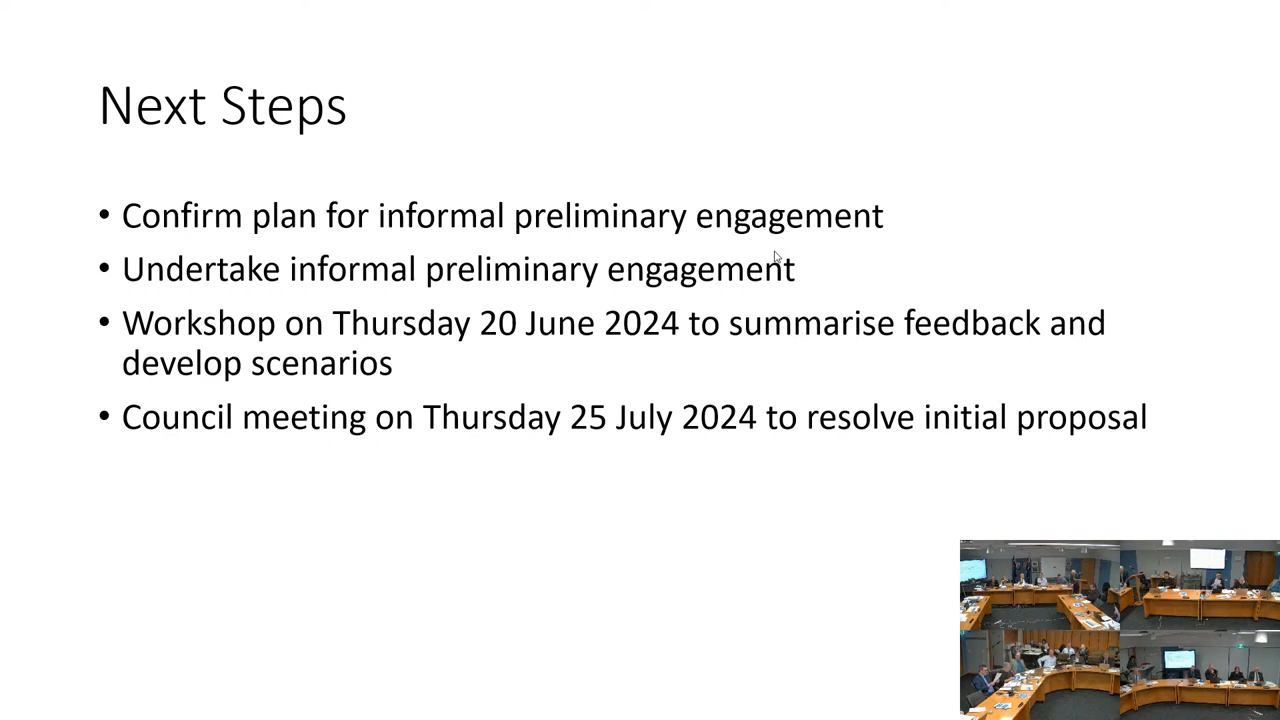 Next Steps
• Confirm plan for informal preliminary engagement
• Undertake informal preliminary engagement
• Workshop on Thursday 20 June 2024 to summarise feedback and
develop scenarios
• Council meeting on Thursday 25 July 2024 to resolve initial proposal